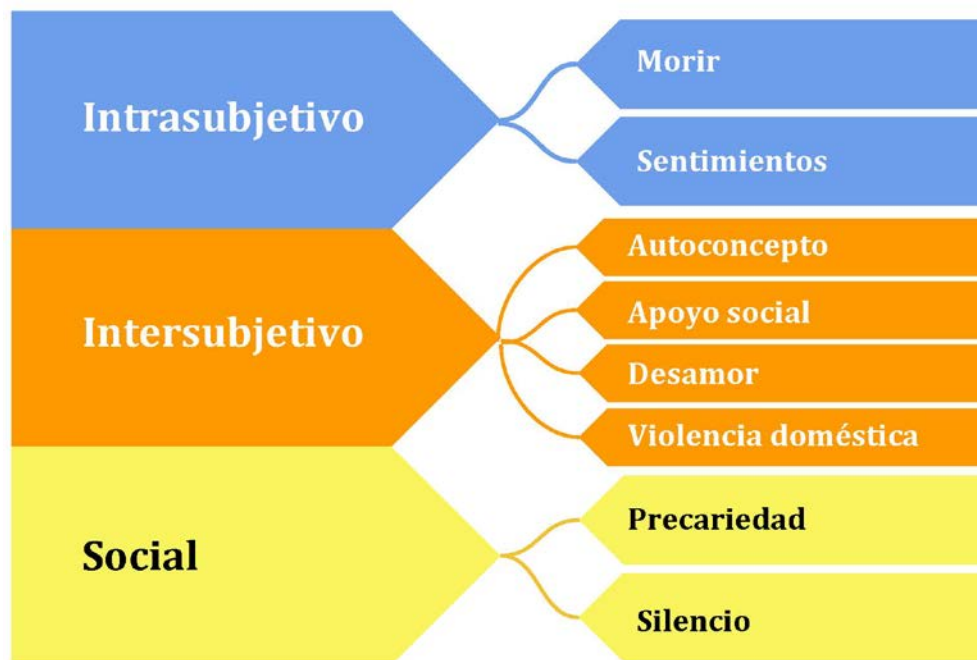 Intrasubjetivo
Morir
Sentimientos
Intersubjetivo
Autoconcepto
Apoyo social
Desamor
Violencia doméstica
Social
Precariedad
Silencio